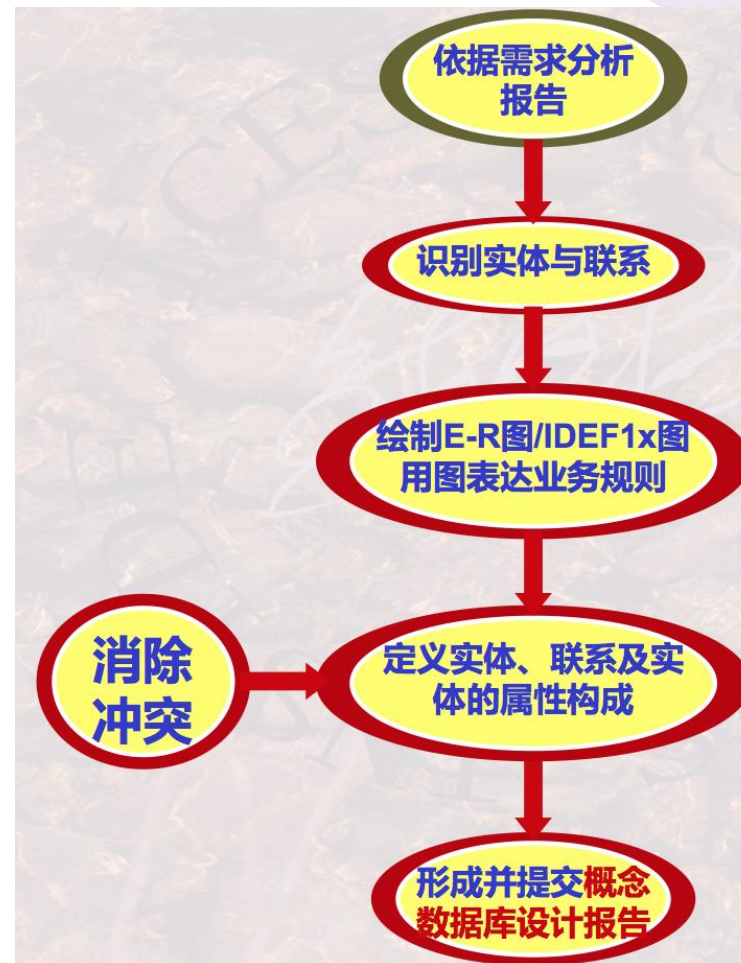 依据需求分析
报告
识别实体与联系
绘制E-R图/IDEF1x图
用图表达业务规则
消除
冲突
定义实体、联系及实
体的属性构成
形成并提交概念
数据库设计报告